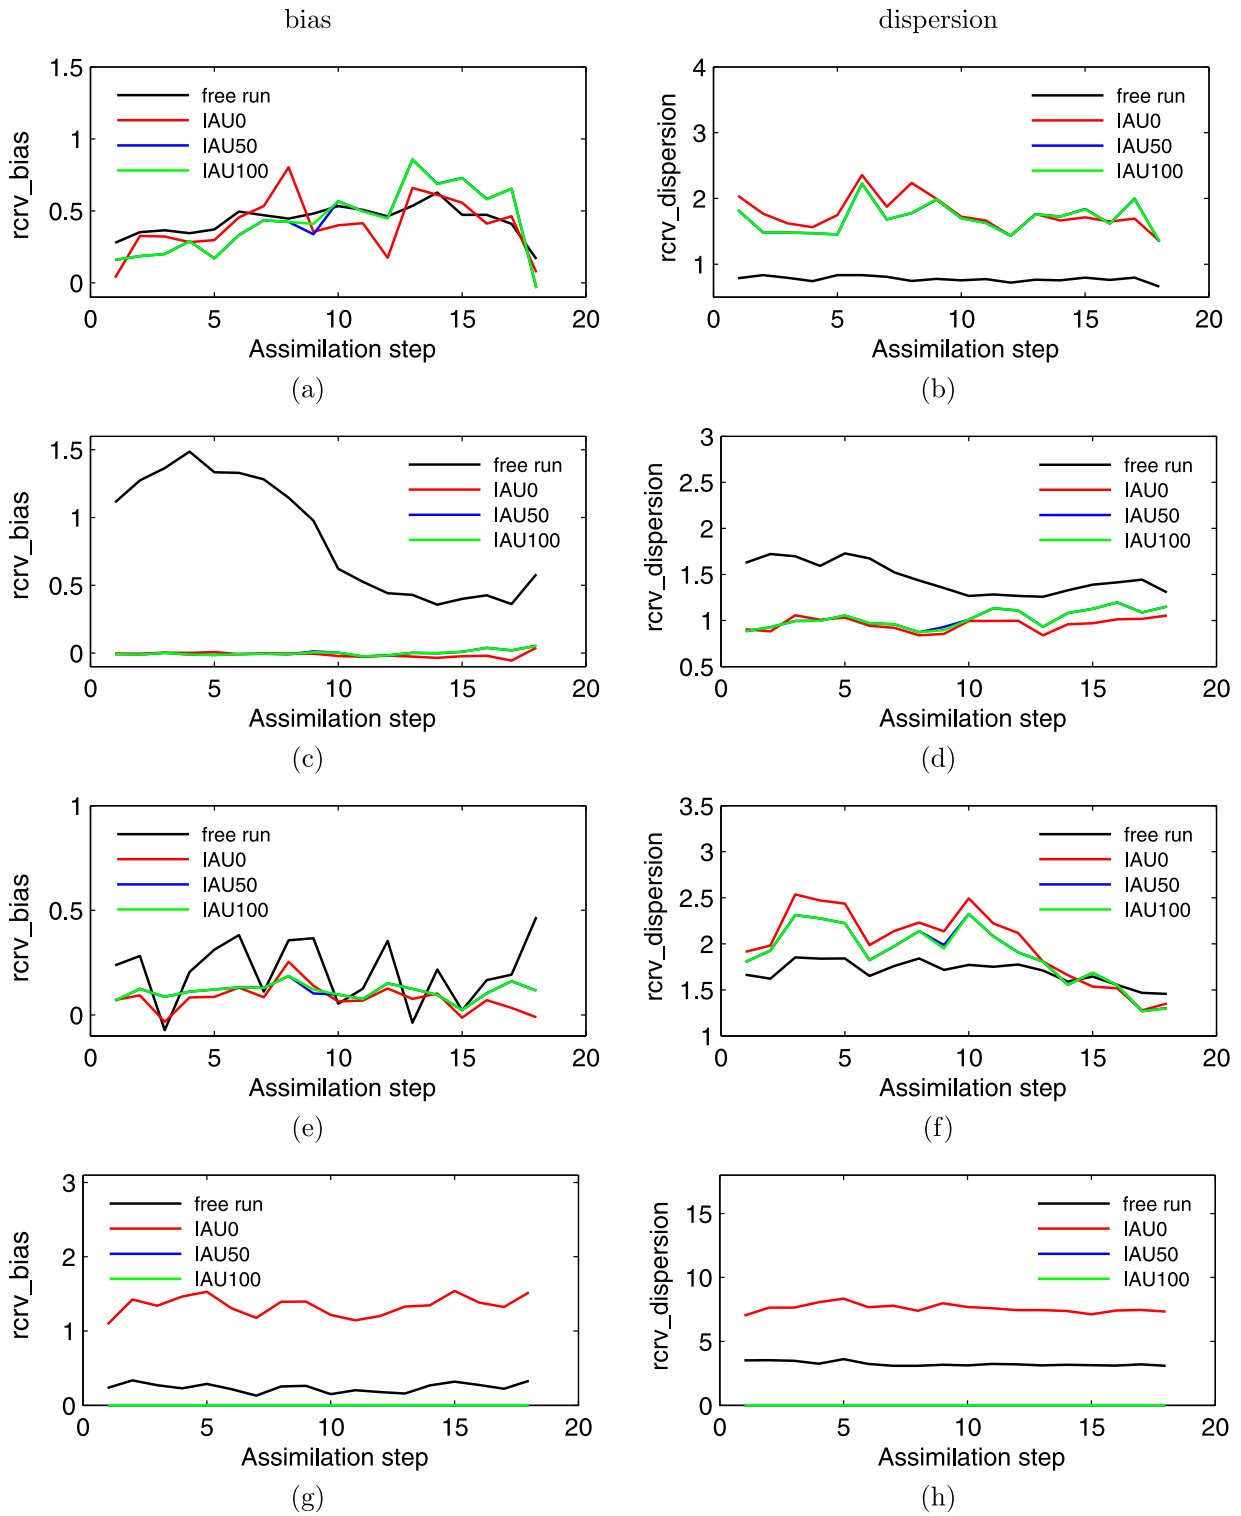 bias
dispersion
1.5
1
0.5
0
rcrv_bias
free run
IAU0
IAU50
IAU100
0 5 10 15 20
Assimilation step
(a)
4
3
2
1
rcrv_dispersion
free run
IAU0
IAU50
IAU100
0 5 10 15 20
Assimilation step
(b)
1.5
1
0.5
0
rcrv_bias
free run
IAU0
IAU50
IAU100
0 5 10 15 20
Assimilation step
(c)
3
2.5
2
1.5
1
0.5
rcrv_dispersion
free run
IAU0
IAU50
IAU100
0 5 10 15 20
Assimilation step
(d)
1
0.5
0
rcrv_bias
free run
IAU0
IAU50
IAU100
0 5 10 15 20
Assimilation step
(e)
3.5
3
2.5
2
1.5
1
rcrv_dispersion
free run
IAU0
IAU50
IAU100
0 5 10 15 20
Assimilation step
(f)
3
2
1
0
rcrv_bias
free run
IAU0
IAU50
IAU100
0 5 10 15 20
Assimilation step
(g)
15
10
5
0
rcrv_dispersion
free run
IAU0
IAU50
IAU100
0 5 10 15 20
Assimilation step
(h)